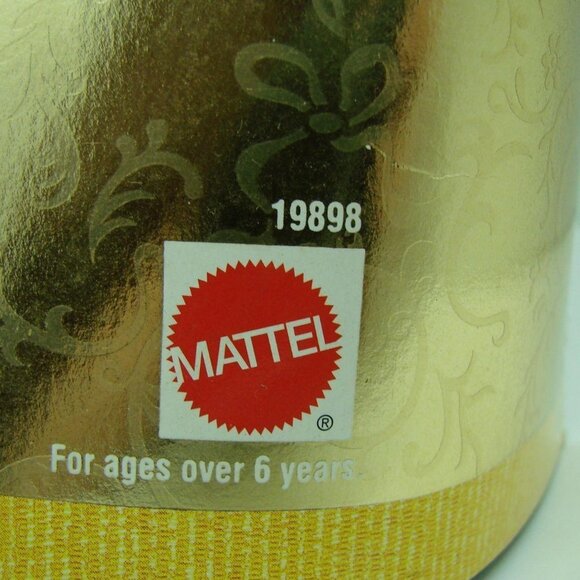 19898
MATTEL
®
For ages over 6 years.